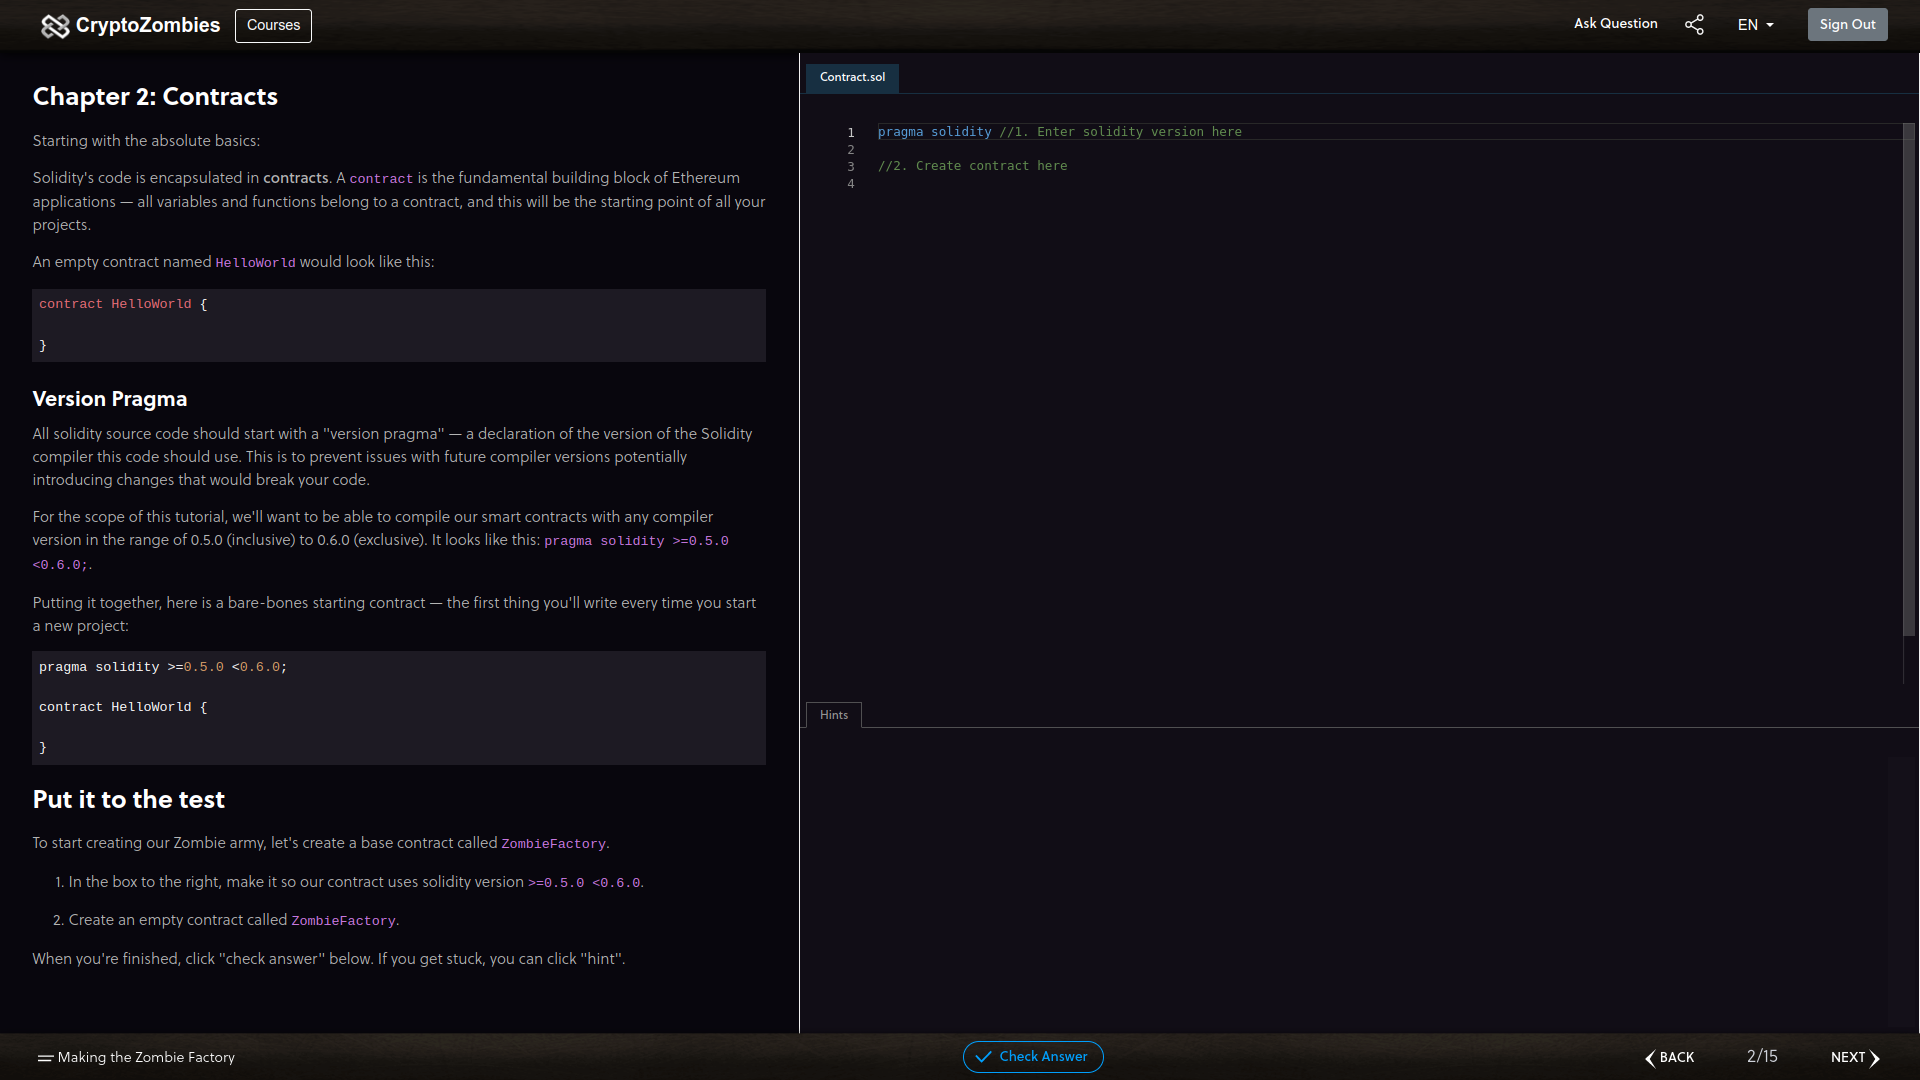 CryptoZombies
Courses
Ask Question
EN
Sign Out
Chapter 2: Contracts
Starting with the absolute basics:
Solidity's code is encapsulated in contracts. A contract is the fundamental building block of Ethereum
applications — all variables and functions belong to a contract, and this will be the starting point of all your
projects.
An empty contract named HelloWorld would look like this:
contract HelloWorld {
}
Version Pragma
All solidity source code should start with a "version pragma" — a declaration of the version of the Solidity
compiler this code should use. This is to prevent issues with future compiler versions potentially
introducing changes that would break your code.
For the scope of this tutorial, we'll want to be able to compile our smart contracts with any compiler
version in the range of 0.5.0 (inclusive) to 0.6.0 (exclusive). It looks like this: pragma solidity >=0.5.0
<0.6.0;.
Putting it together, here is a bare-bones starting contract — the first thing you'll write every time you start
a new project:
pragma solidity >=0.5.0 <0.6.0;
contract HelloWorld {
}
Put it to the test
To start creating our Zombie army, let's create a base contract called ZombieFactory.
1. In the box to the right, make it so our contract uses solidity version >=0.5.0 <0.6.0.
2. Create an empty contract called ZombieFactory.
When you're finished, click "check answer" below. If you get stuck, you can click "hint".
Contract.sol
1 pragma solidity //1. Enter solidity version here
2
3 //2. Create contract here
4
Hints
Making the Zombie Factory
Check Answer
BACK
2/15
NEXT